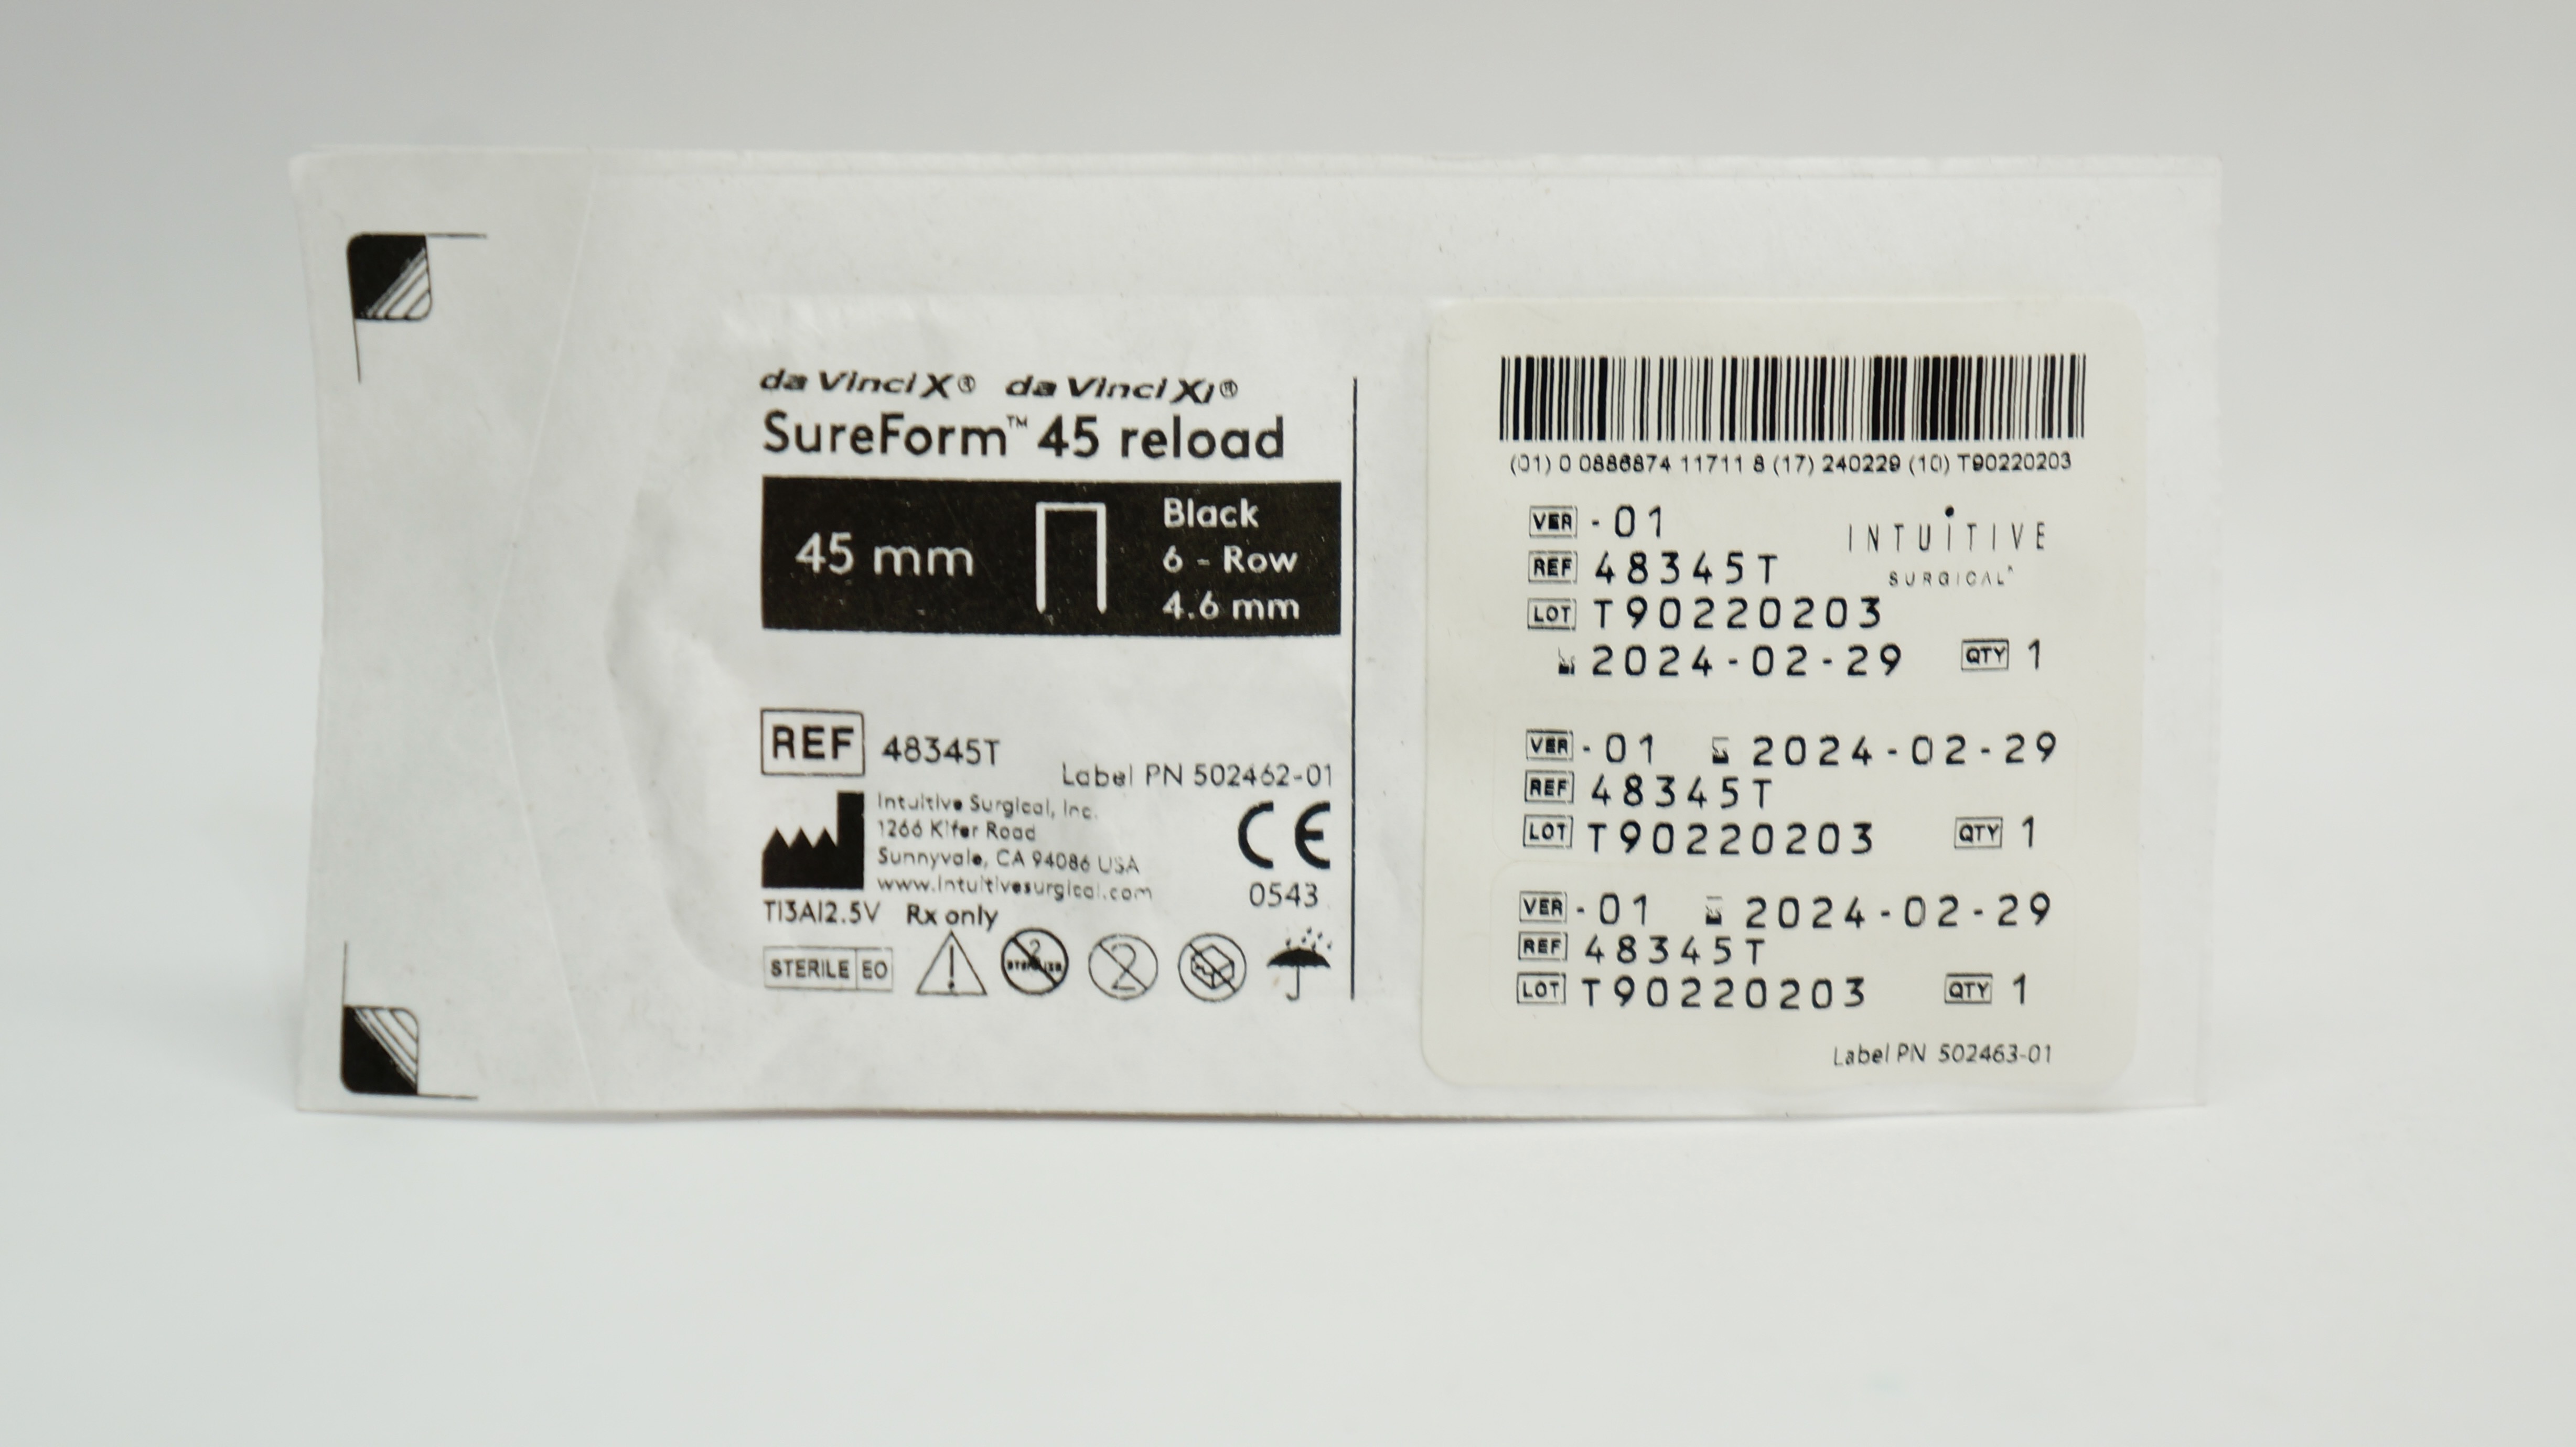 da Vinci X® da Vinci Xi®
SureForm™ 45 reload
45 mm
Black
6 - Row
4.6 mm
REF 48345T
Label PN 502462-01
Intuitive Surgical, Inc.
1266 Kifer Road
Sunnyvale, CA 94086 USA
www.intuitivesurgical.com
CE
0543
Ti3Al2.5V Rx only
STERILE EO
2
STERILIZE
2
(01) 0 0886874 11711 8 (17) 240229 (10) T90220203
VER -01
INTUITIVE
SURGICAL®
REF 48345T
LOT T90220203
2024-02-29 QTY 1
VER -01 2024-02-29
REF 48345T
LOT T90220203 QTY 1
VER -01 2024-02-29
REF 48345T
LOT T90220203 QTY 1
Label PN 502463-01